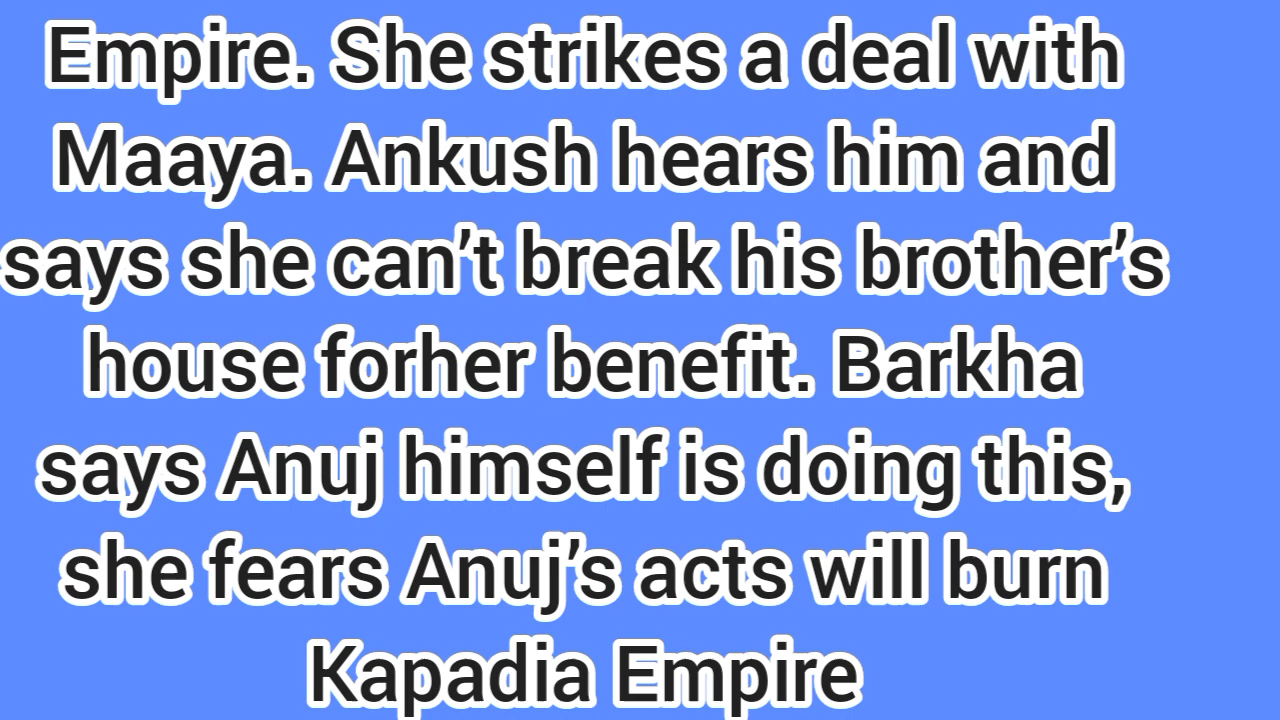 Empire. She strikes a deal with
Maaya. Ankush hears him and
says she can’t break his brother’s
house forher benefit. Barkha
says Anuj himself is doing this,
she fears Anuj’s acts will burn
Kapadia Empire